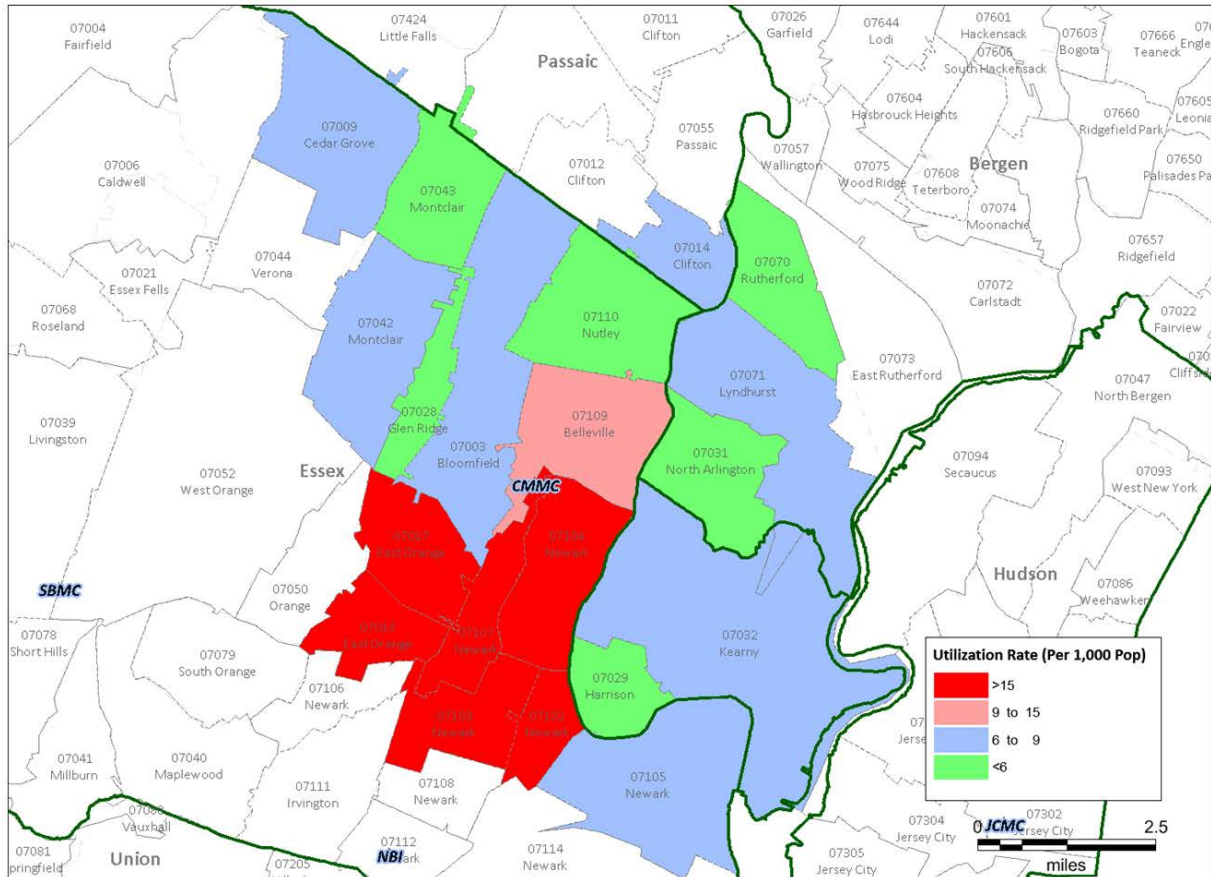 07004
Fairfield
07424
Little Falls
07011
Clifton
07026
Garfield
07644
Lodi
07601
Hackensack
07603
Bogota
07666
Teaneck
Passaic
07606
South Hackensack
07604
Hasbrouck Heights
07660
Ridgefield Park
07605
Leonia
07009
Cedar Grove
07055
Passaic
07057
Wallington
07006
Caldwell
07043
Montclair
07012
Clifton
07075
Wood Ridge
07608
Teterboro
Bergen
07650
Palisades Pa
07074
Moonachie
07044
Verona
07014
Clifton
07070
Rutherford
07657
Ridgefield
07021
Essex Fells
07072
Carlstadt
07068
Roseland
07042
Montclair
07110
Nutley
07022
Fairview
07073
East Rutherford
07071
Lyndhurst
07047
North Bergen
07039
Livingston
07028
Glen Ridge
07109
Belleville
07003
Bloomfield
07031
North Arlington
07094
Secaucus
07093
West New York
07052
West Orange
Essex
CMMC
07017
East Orange
07104
Newark
SBMC
07050
Orange
Hudson
07086
Weehawken
07078
Short Hills
07018
East Orange
07107
Newark
07032
Kearny
07079
South Orange
07029
Harrison
07106
Newark
07103
Newark
07102
Newark
07041
Millburn
07040
Maplewood
07111
Irvington
07108
Newark
07105
Newark
Vauxhall
07081
pringfield
Union
07112
NBI
07205
07114
Newark
Utilization Rate (Per 1,000 Pop)
>15
9 to 15
6 to 9
<6
07304
Jersey City
07302
Jersey City
JCMC
07305
Jersey City
0
2.5
miles